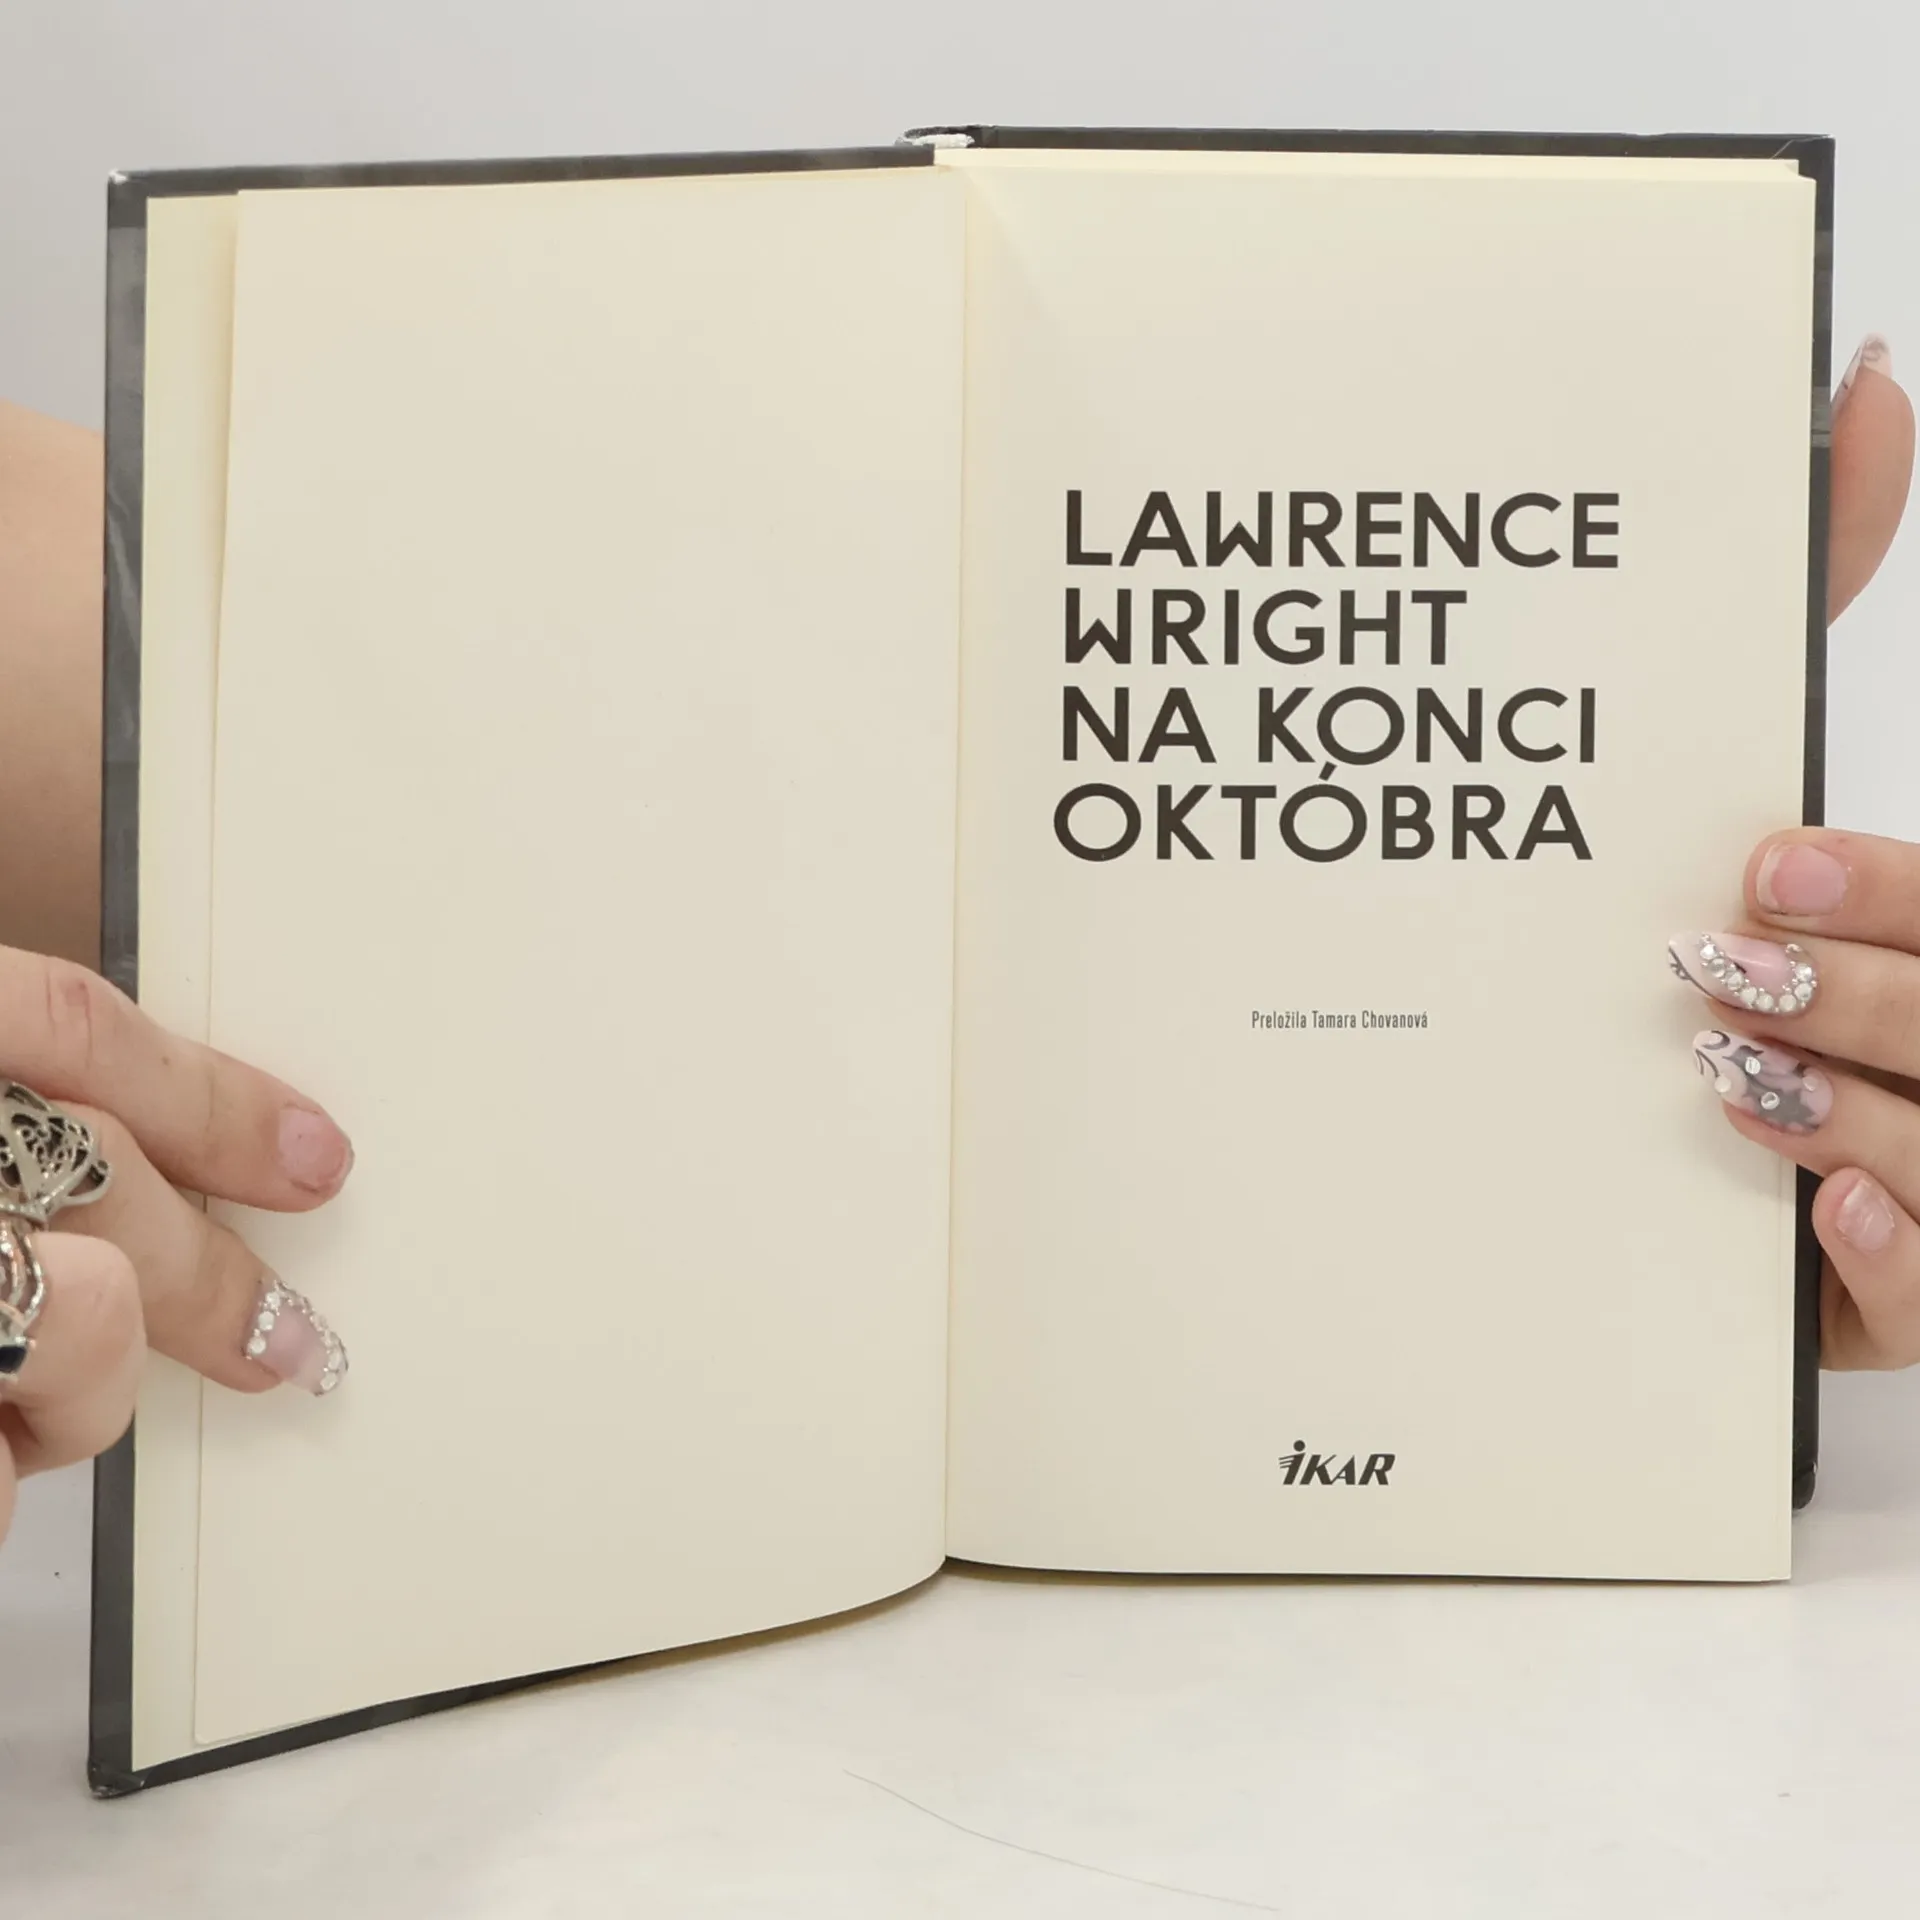 LAWRENCE
WRIGHT
NA KONCI
OKTÓBRA
Preložila Tamara Chovanová
IKAR